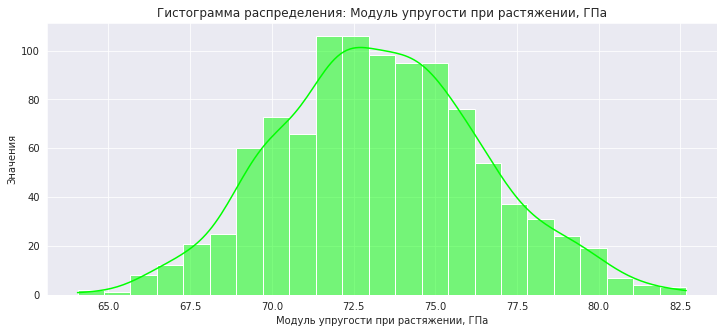 Гистограмма распределения: Модуль упругости при растяжении, ГПа
100
80
60
40
20
0
Значения
65.0 67.5 70.0 72.5 75.0 77.5 80.0 82.5
Модуль упругости при растяжении, ГПа